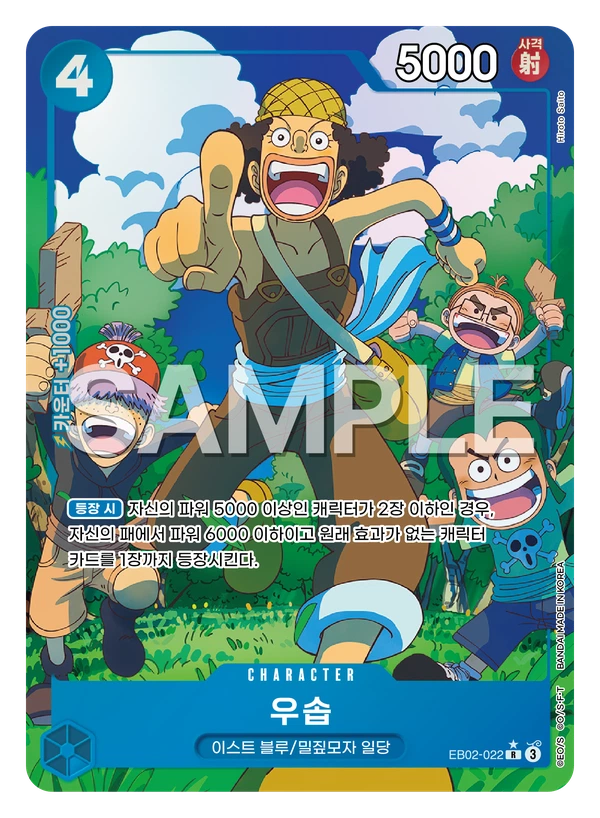 4
5000
사격
射
Hiroto Saito
카운터 +1000
SAMPLE
등장 시 자신의 파워 5000 이상인 캐릭터가 2장 이하인 경우,
자신의 패에서 파워 6000 이하이고 원래 효과가 없는 캐릭터
카드를 1장까지 등장시킨다.
CHARACTER
우솝
이스트 블루/밀짚모자 일당
EB02-022 R 3
©EO/S ©O/S·F·T BANDAI MADE IN KOREA